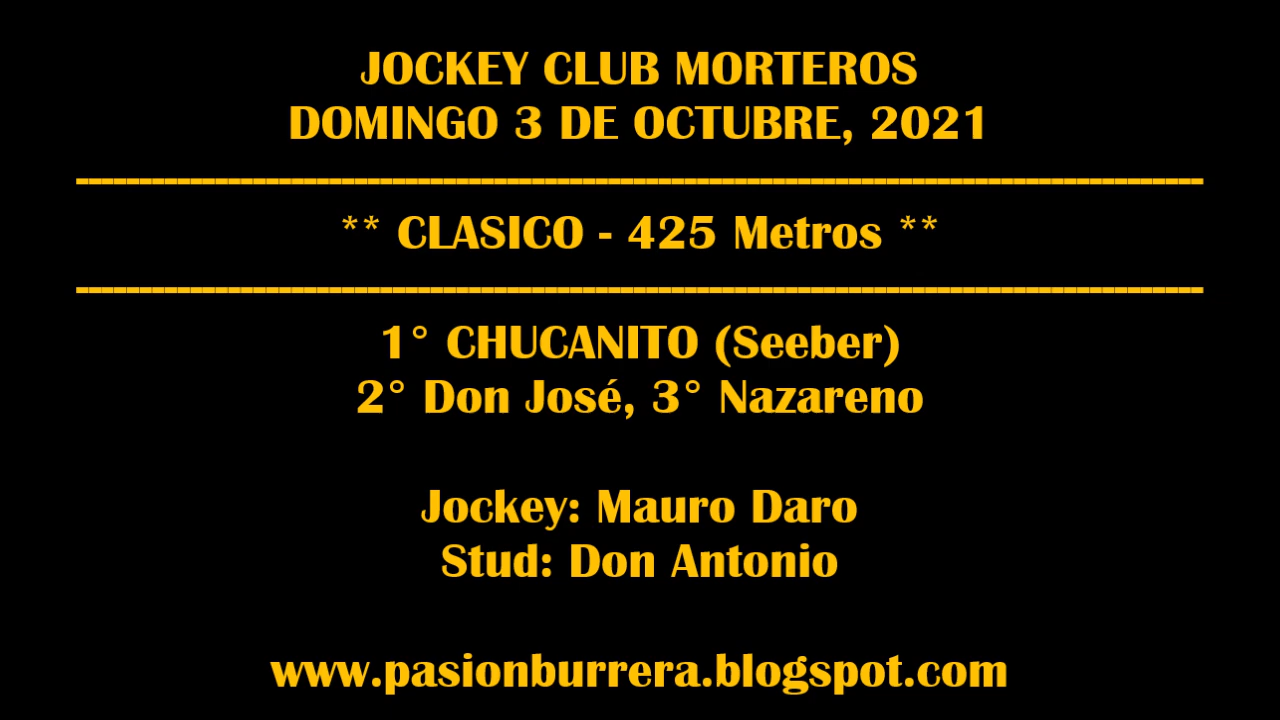 JOCKEY CLUB MORTEROS
DOMINGO 3 DE OCTUBRE, 2021
** CLASICO - 425 Metros **
1° CHUCANITO (Seeber)
2° Don José, 3° Nazareno
Jockey: Mauro Daro
Stud: Don Antonio
www.pasionburrera.blogspot.com